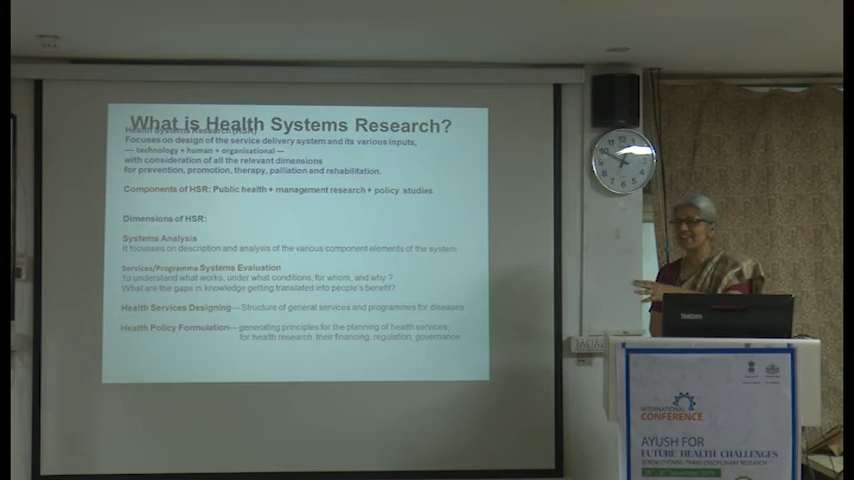 What is Health Systems Research?
Health Systems Research (HSR)
Focuses on design of the service delivery system and its various inputs,
— technology + human + organisational —
with consideration of all the relevant dimensions
for prevention, promotion, therapy, palliation and rehabilitation.
Components of HSR: Public health + management research + policy studies
Dimensions of HSR:
Systems Analysis
It focusses on description and analysis of the various component elements of the system
Services/Programme Systems Evaluation
To understand what works, under what conditions, for whom, and why ?
What are the gaps in knowledge getting translated into people's benefit?
Health Services Designing— Structure of general services and programmes for diseases
Health Policy Formulation— generating principles for the planning of health services,
for health research, their financing, regulation, governance
INTERNATIONAL
CONFERENCE
AYUSH FOR
FUTURE HEALTH CHALLENGES
STRENGTHENING TRANS-DISCIPLINARY RESEARCH